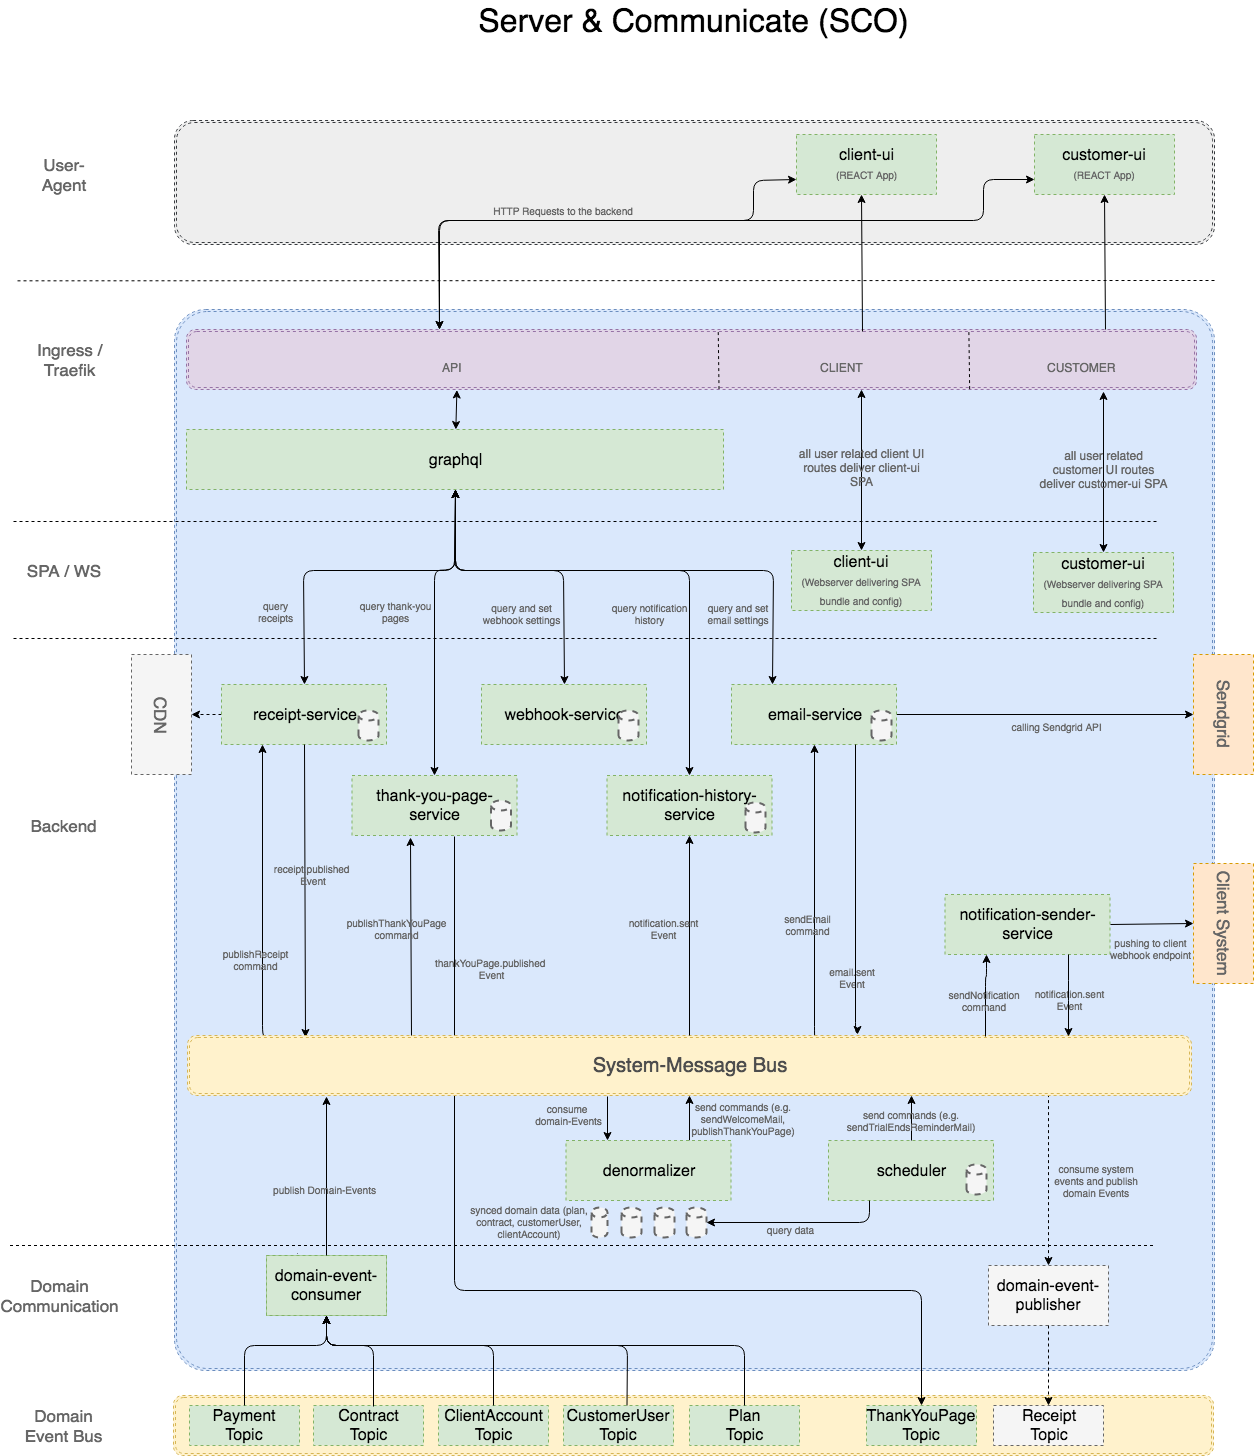 Server & Communicate (SCO)
User-
Agent
client-ui
(REACT App)
customer-ui
(REACT App)
HTTP Requests to the backend
Ingress /
Traefik
API
CLIENT
CUSTOMER
graphql
all user related client UI
routes deliver client-ui
SPA
all user related
customer UI routes
deliver customer-ui SPA
SPA / WS
client-ui
(Webserver delivering SPA
bundle and config)
customer-ui
(Webserver delivering SPA
bundle and config)
query
receipts
query thank-you
pages
query and set
webhook settings
query notification
history
query and set
email settings
CDN
receipt-service
webhook-service
email-service
calling Sendgrid API
Sendgrid
thank-you-page-
service
notification-history-
service
Backend
receipt.published
Event
publishReceipt
command
publishThankYouPage
command
thankYouPage.published
Event
notification.sent
Event
sendEmail
command
email.sent
Event
notification-sender-
service
pushing to client
webhook endpoint
Client System
sendNotification
command
notification.sent
Event
System-Message Bus
consume
domain-Events
send commands (e.g.
sendWelcomeMail,
publishThankYouPage)
send commands (e.g.
sendTrialEndsReminderMail)
denormalizer
scheduler
publish Domain-Events
synced domain data (plan,
contract, customerUser,
clientAccount)
query data
consume system
events and publish
domain Events
Domain
Communication
domain-event-
consumer
domain-event-
publisher
Domain
Event Bus
Payment
Topic
Contract
Topic
ClientAccount
Topic
CustomerUser
Topic
Plan
Topic
ThankYouPage
Topic
Receipt
Topic